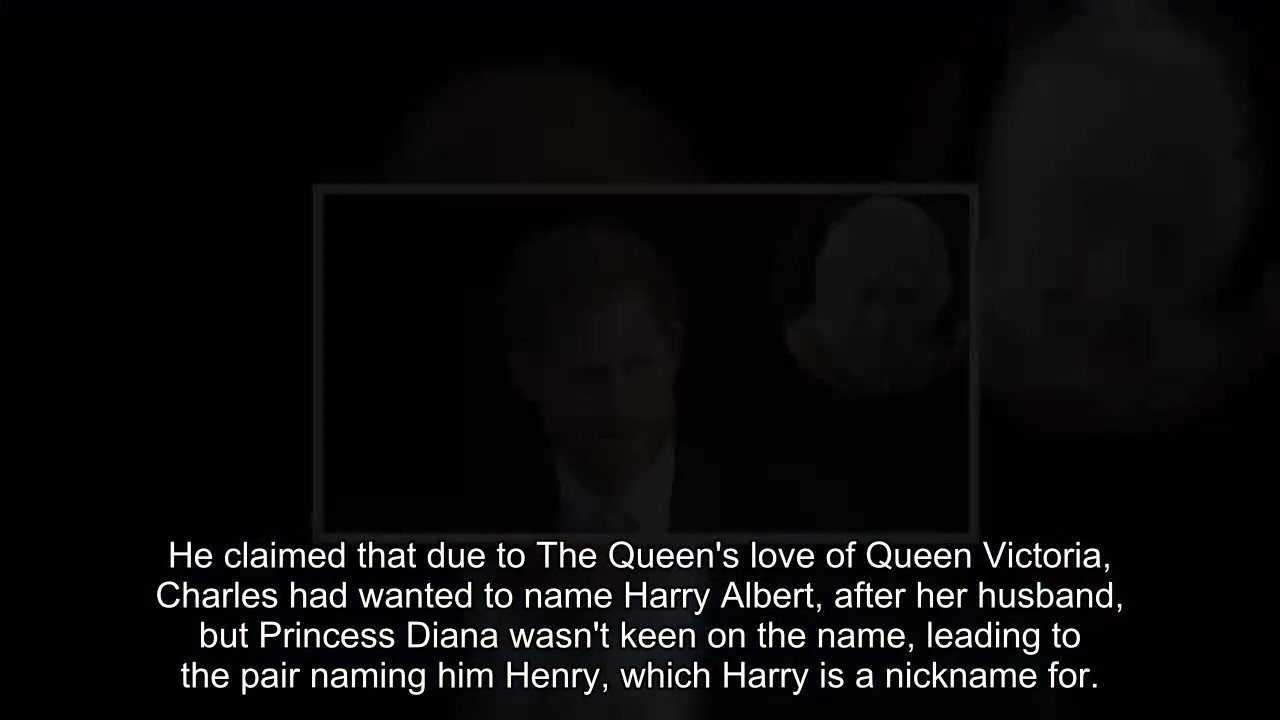 He claimed that due to The Queen's love of Queen Victoria,
Charles had wanted to name Harry Albert, after her husband,
but Princess Diana wasn't keen on the name, leading to
the pair naming him Henry, which Harry is a nickname for.